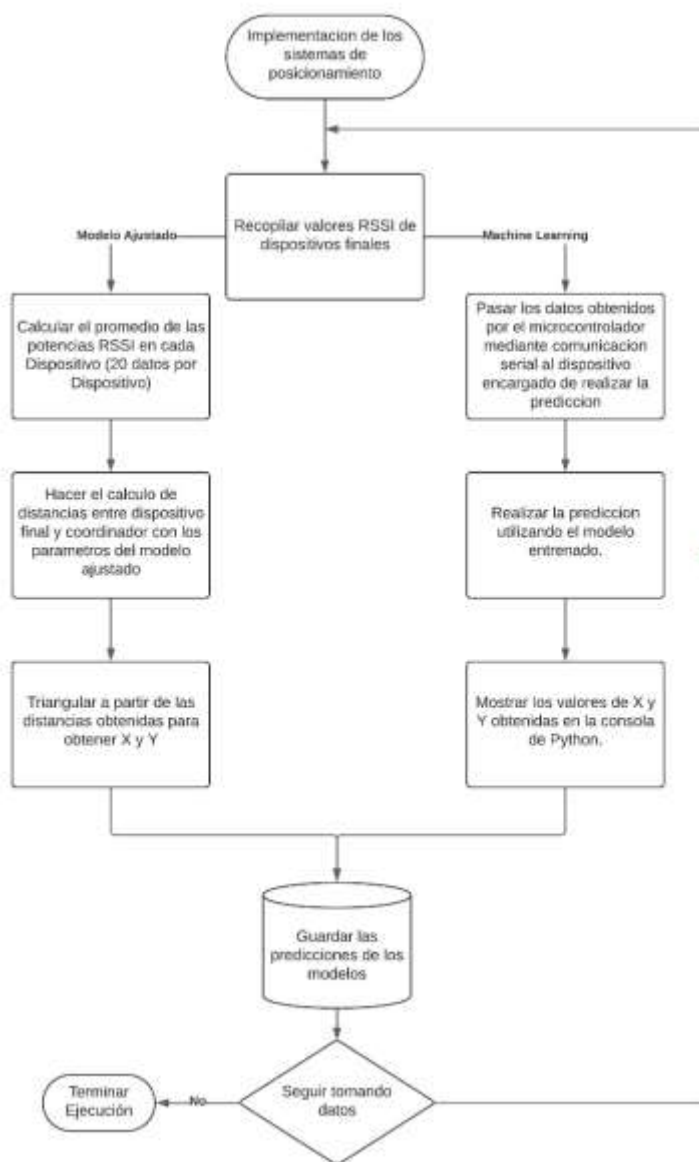 Implementacion de los
sistemas de
posicionamiento
Recopilar valores RSSI de
dispositivos finales
Modelo Ajustado
Machine Learning
Calcular el promedio de las
potencias RSSI en cada
Dispositivo (20 datos por
Dispositivo)
Pasar los datos obtenidos
por el microcontrolador
mediante comunicacion
serial al dispositivo
encargado de realizar la
prediccion
Hacer el calculo de
distancias entre dispositivo
final y coordinador con los
parametros del modelo
ajustado
Realizar la prediccion
utilizando el modelo
entrenado.
Triangular a partir de las
distancias obtenidas para
obtener X y Y
Mostrar los valores de X y
Y obtenidas en la consola
de Python.
Guardar las
predicciones de los
modelos
Seguir tomando
datos
No
Terminar
Ejecución